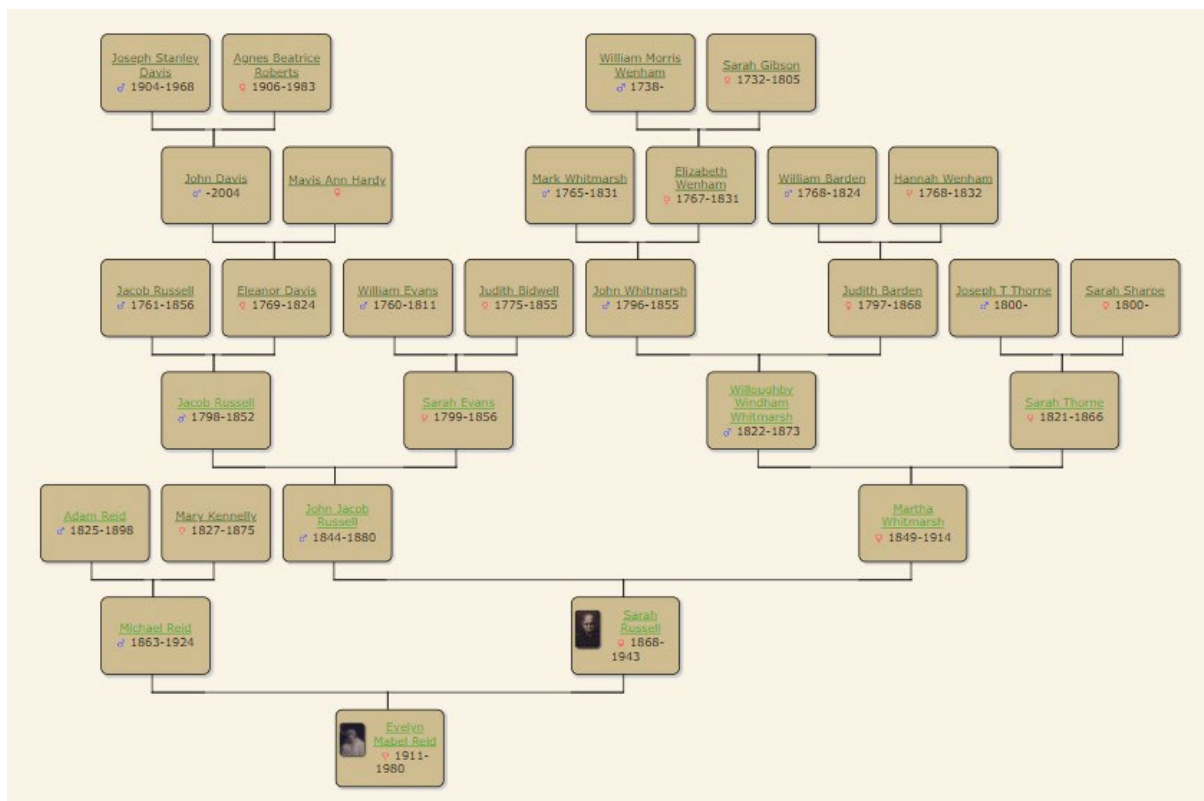 Joseph Stanley
Davis
♂ 1904-1968
Agnes Beatrice
Roberts
♀ 1906-1983
William Morris
Wenham
♂ 1738-
Sarah Gibson
♀ 1732-1805
John Davis
♂ -2004
Mavis Ann Hardy
♀
Mark Whitmarsh
♂ 1765-1831
Elizabeth
Wenham
♀ 1767-1831
William Barden
♂ 1768-1824
Hannah Wenham
♀ 1768-1832
Jacob Russell
♂ 1761-1856
Eleanor Davis
♀ 1769-1824
William Evans
♂ 1760-1811
Judith Bidwell
♀ 1775-1855
John Whitmarsh
♂ 1796-1855
Judith Barden
♀ 1797-1868
Joseph T Thorne
♂ 1800-
Sarah Sharpe
♀ 1800-
Jacob Russell
♂ 1798-1852
Sarah Evans
♀ 1799-1856
Willoughby
Windham
Whitmarsh
♂ 1822-1873
Sarah Thorne
♀ 1821-1866
Adam Reid
♂ 1825-1898
Mary Kennelly
♀ 1827-1875
John Jacob
Russell
♂ 1844-1880
Martha
Whitmarsh
♀ 1849-1914
Michael Reid
♂ 1863-1924
Sarah
Russell
♀ 1868-
1943
Evelyn
Mabel Reid
♀ 1911-
1980